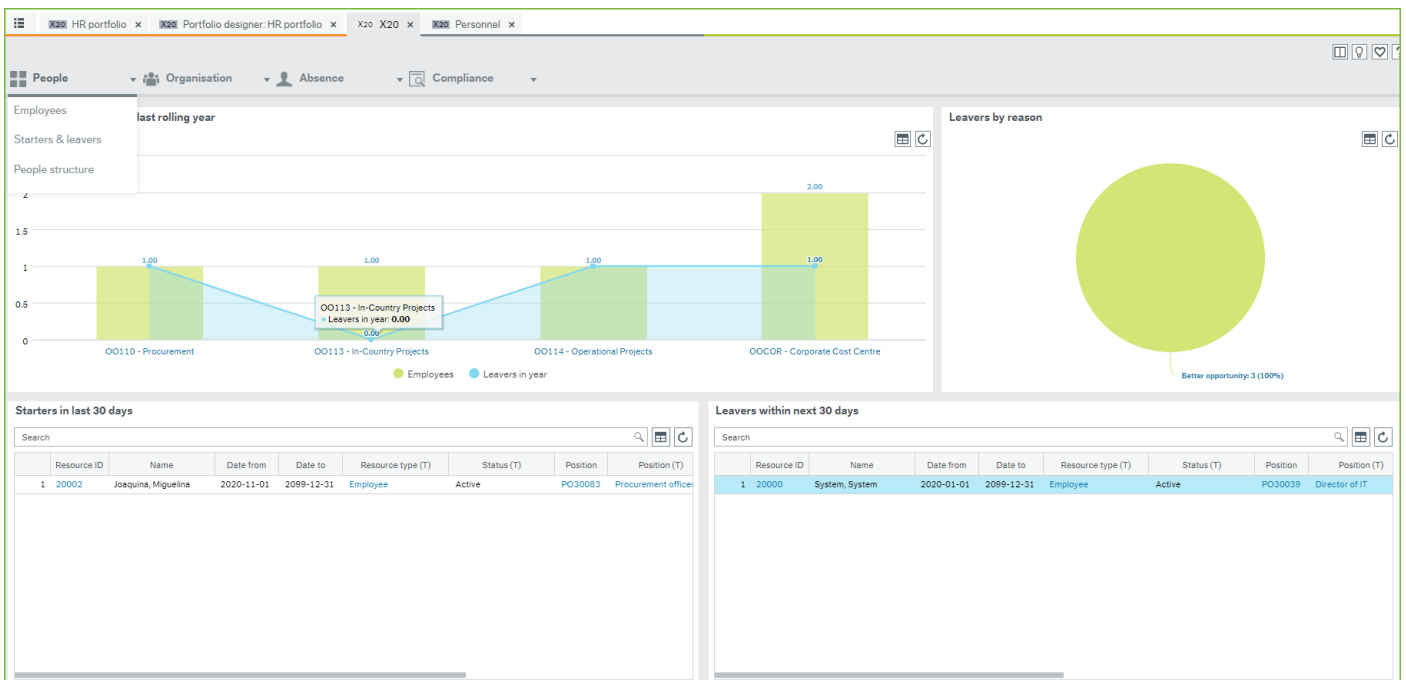 X20 HR portfolio × X20 Portfolio designer: HR portfolio × X20 X20 × X20 Personnel ×
People Organisation Absence Compliance
Employees
Starters & leavers
People structure
last rolling year
Leavers by reason
2
1.5
1
0.5
0
2.00
1.00 1.00 1.00 1.00
OO113 - In-Country Projects
Leavers in year: 0.00
0.00
OO110 - Procurement OO113 - In-Country Projects OO114 - Operational Projects OOCOR - Corporate Cost Centre
Employees Leavers in year
Better opportunity: 3 (100%)
Starters in last 30 days
Search
Resource ID Name Date from Date to Resource type (T) Status (T) Position Position (T)
1 20002 Joaquina, Miguelina 2020-11-01 2099-12-31 Employee Active PO30083 Procurement officer
Leavers within next 30 days
Search
Resource ID Name Date from Date to Resource type (T) Status (T) Position Position (T)
1 20000 System, System 2020-01-01 2099-12-31 Employee Active PO30039 Director of IT